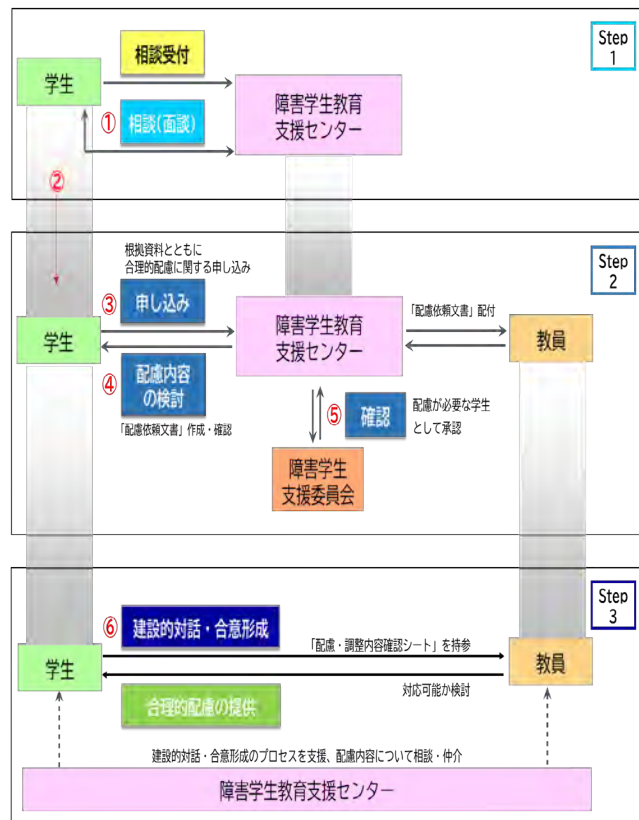 Step
1
相談受付
学生
障害学生教育
支援センター
①
相談(面談)
②
Step
2
根拠資料とともに
合理的配慮に関する申し込み
③
申し込み
学生
障害学生教育
支援センター
「配慮依頼文書」配付
教員
④
配慮内容
の検討
「配慮依頼文書」作成・確認
⑤
確認
配慮が必要な学生
として承認
障害学生
支援委員会
Step
3
⑥
建設的対話・合意形成
「配慮・調整内容確認シート」を持参
学生
教員
対応可能か検討
合理的配慮の提供
建設的対話・合意形成のプロセスを支援、配慮内容について相談・仲介
障害学生教育支援センター